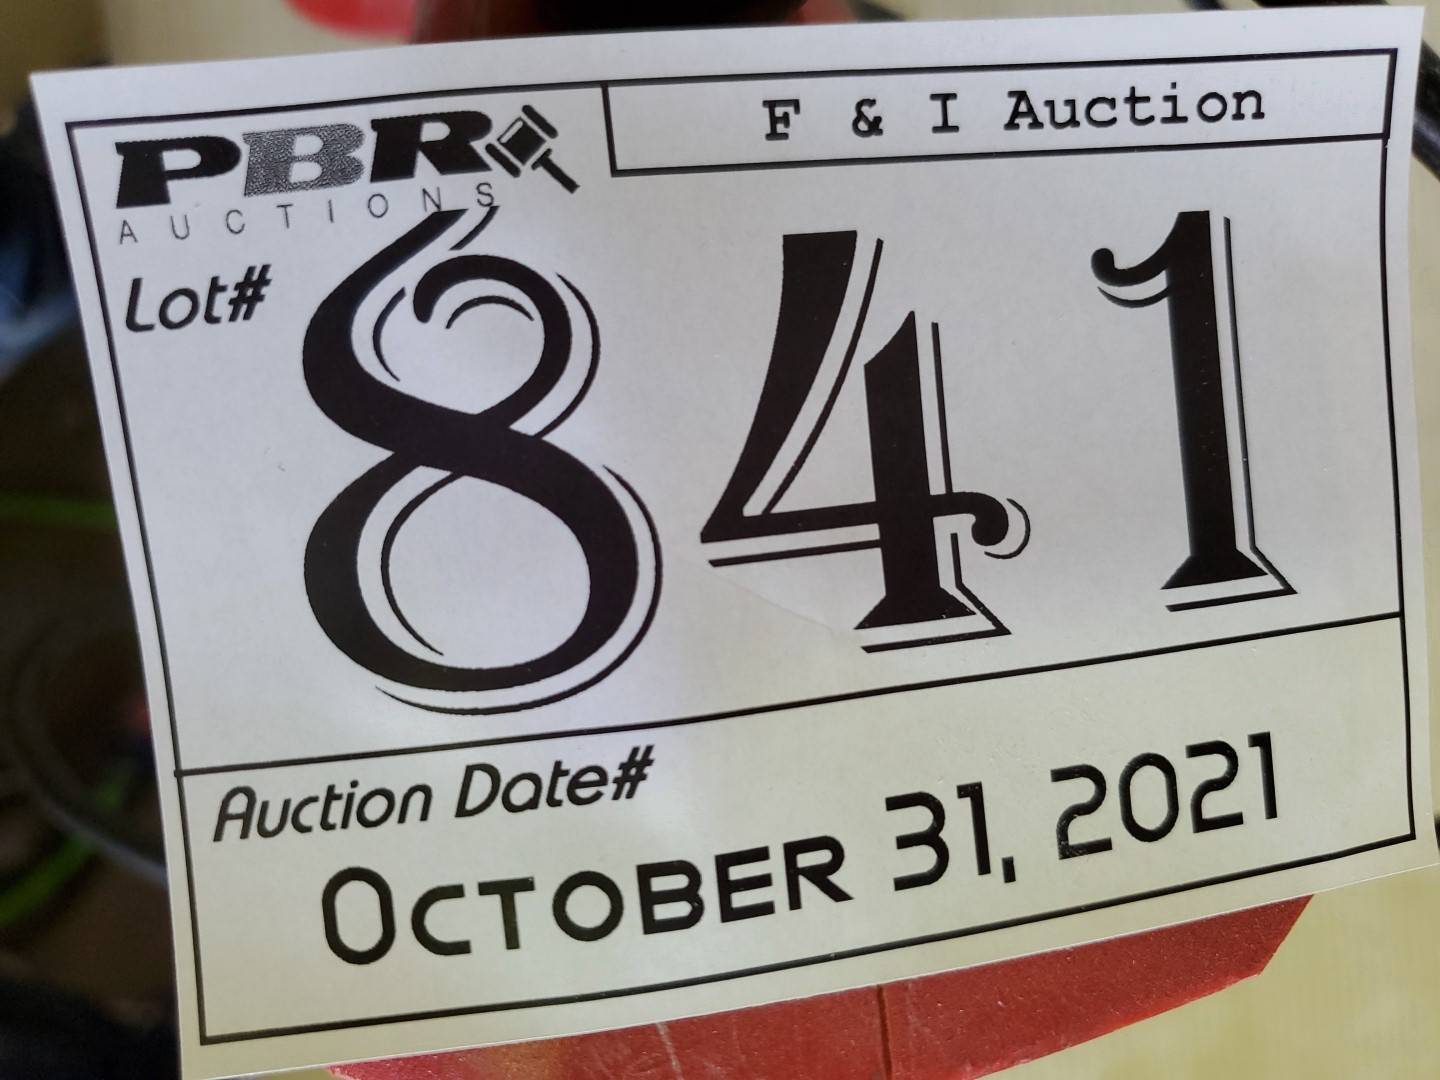 PBR
AUCTIONS
F & I Auction
Lot#
841
Auction Date#
OCTOBER 31, 2021